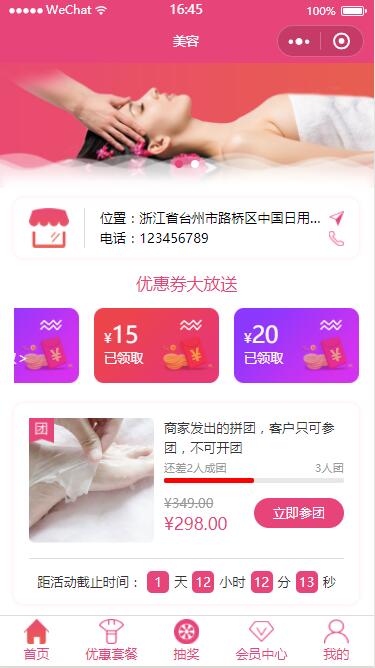 WeChat 16:45 100%
美容
位置：浙江省台州市路桥区中国日用...
电话：123456789
优惠券大放送
¥15 ¥20
已领取 已领取
团
商家发出的拼团，客户只可参
团，不可开团
还差2人成团 3人团
¥349.00
¥298.00 立即参团
距活动截止时间： 1 天 12 小时 12 分 13 秒
首页 优惠套餐 抽奖 会员中心 我的